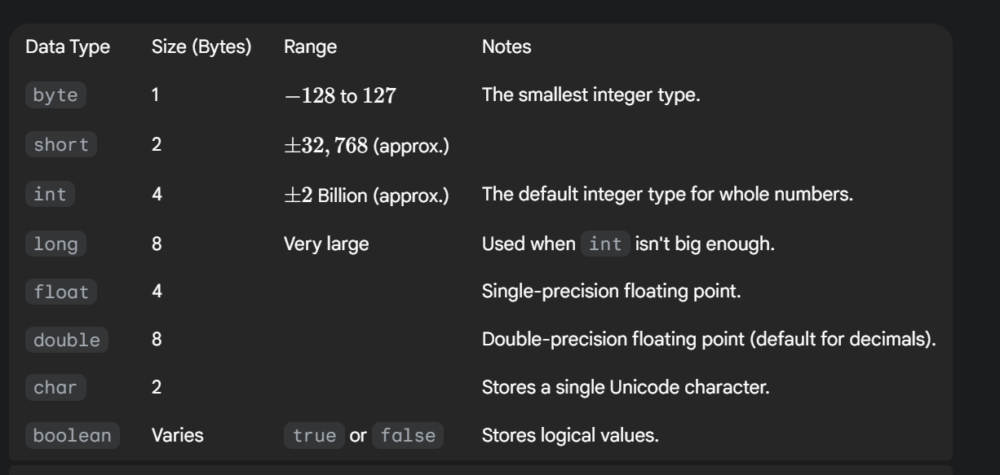 Data Type Size (Bytes) Range Notes
byte 1 −128 to 127 The smallest integer type.
short 2 ±32,768 (approx.)
int 4 ±2 Billion (approx.) The default integer type for whole numbers.
long 8 Very large Used when int isn't big enough.
float 4 Single-precision floating point.
double 8 Double-precision floating point (default for decimals).
char 2 Stores a single Unicode character.
boolean Varies true or false Stores logical values.